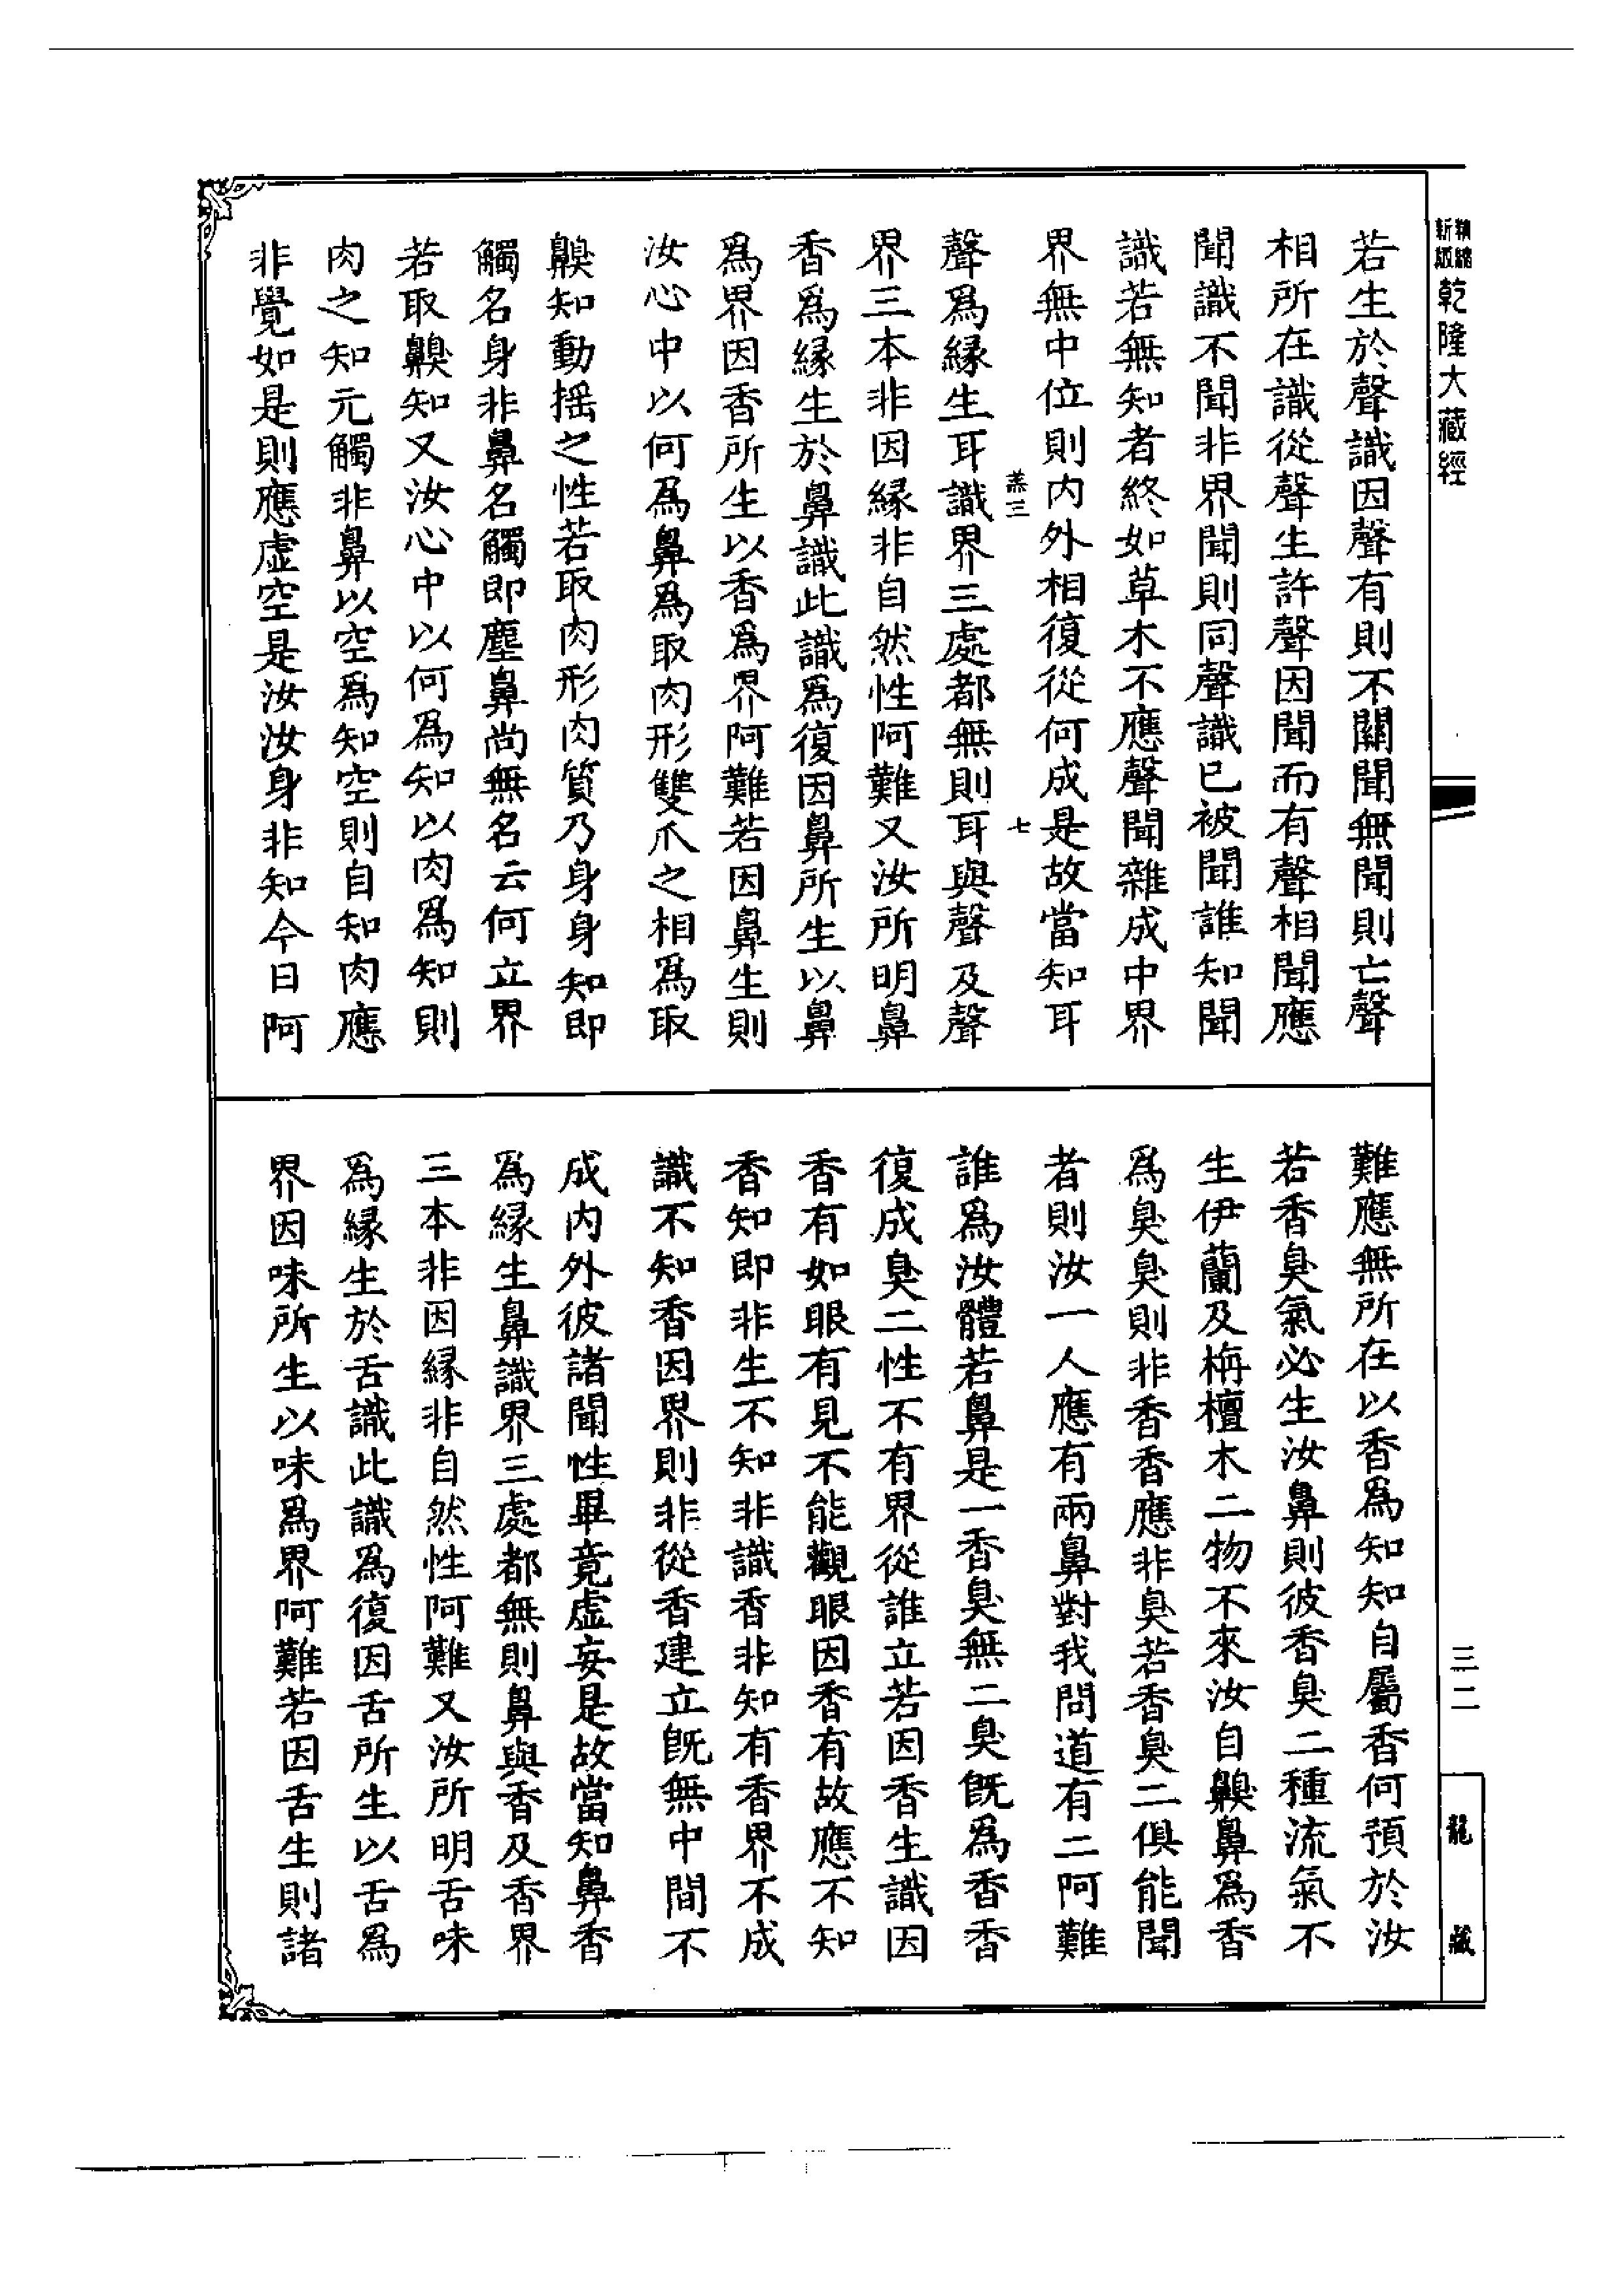 若生於聲識因聲有則不關聞無聞則亡聲
相所在識從聲生許聲因聞而有聲相聞應
聞識不聞非界聞則同聲識已被聞誰知聞
識若無知者終如草木不應聲聞雜成中界
界無中位則內外相復從何成是故當知耳
聲爲緣生耳識界三處都無則耳與聲及聲
界三本非因緣非自然性阿難又汝所明鼻
香爲緣生於鼻識此識爲復因鼻所生以鼻
爲界因香所生以香爲界阿難若因鼻生則
汝心中以何爲鼻爲取肉形雙爪之相爲取
齅知動搖之性若取肉形肉質乃身身知即
觸名身非鼻名觸即塵鼻尚無名云何立界
若取齅知又汝心中以何爲知以肉爲知則
肉之知元觸非鼻以空爲知空則自知肉應
非覺如是則應虛空是汝汝身非知今日阿
難應無所在以香爲知知自屬香何預於汝
若香臭氣必生汝鼻則彼香臭二種流氣不
生伊蘭及栴檀木二物不來汝自齅鼻爲香
爲臭臭則非香香應非臭若香臭二俱能聞
者則汝一人應有兩鼻對我問道有二阿難
誰爲汝體若鼻是一香臭無二臭既爲香香
復成臭二性不有界從誰立若因香生識因
香有如眼有見不能觀眼因香有故應不知
香知即非生不知非識香非知有香界不成
識不知香因界則非從香建立既無中間不
成內外彼諸聞性畢竟虛妄是故當知鼻香
爲緣生鼻識界三處都無則鼻與香及香界
三本非因緣非自然性阿難又汝所明舌味
爲緣生於舌識此識爲復因舌所生以舌爲
界因味所生以味爲界阿難若因舌生則諸
新版
精縮
乾隆大藏經
三二
龍藏
羔三
七